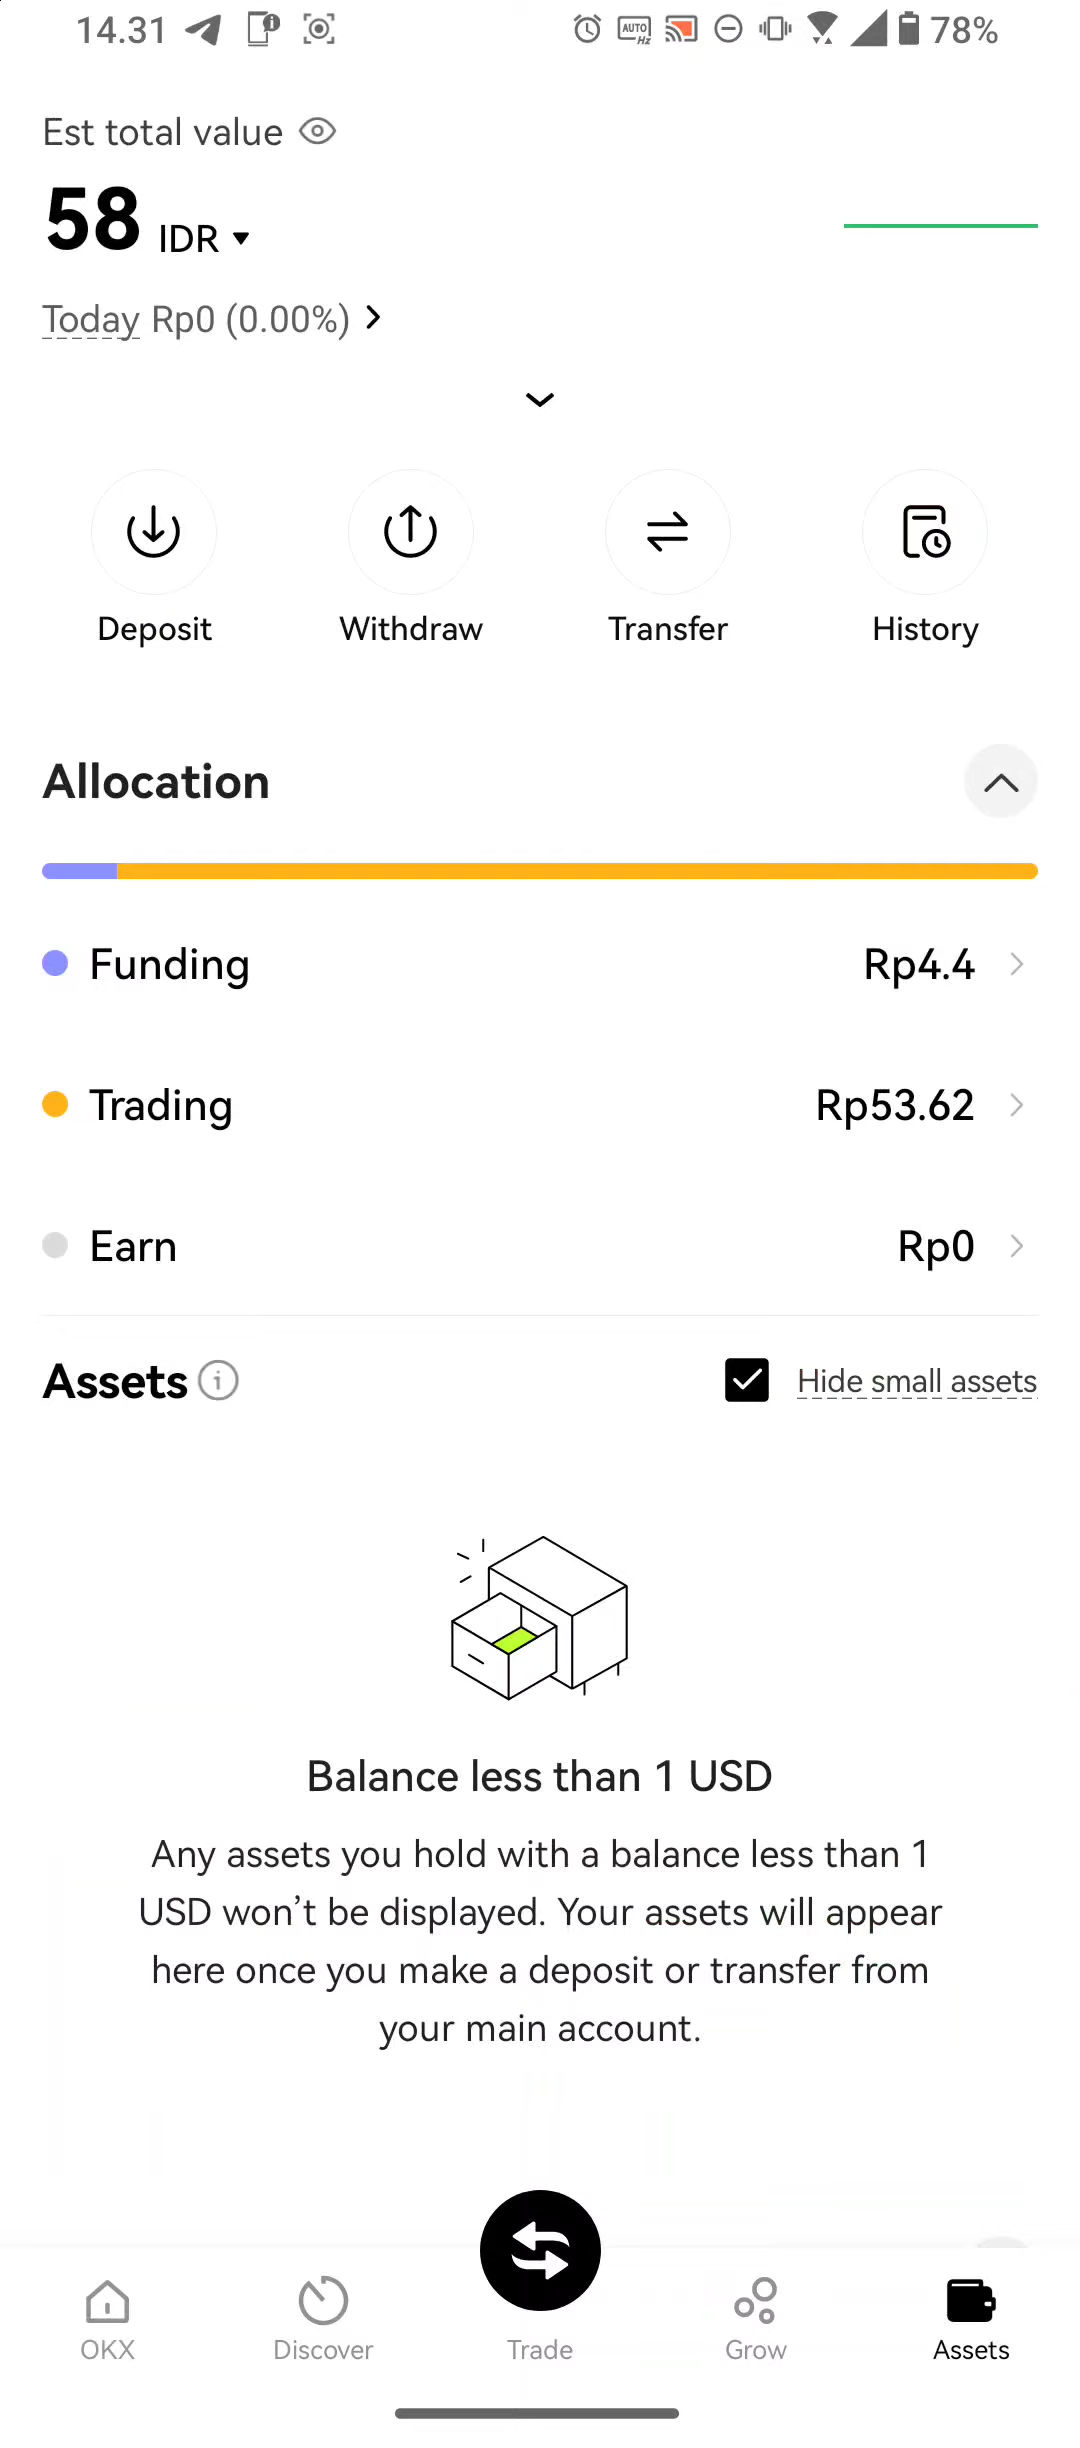 14.31 AUTO Hz 78%
Est total value
58 IDR
Today Rp0 (0.00%)
Deposit Withdraw Transfer History
Allocation
Funding Rp4.4
Trading Rp53.62
Earn Rp0
Assets Hide small assets
Balance less than 1 USD
Any assets you hold with a balance less than 1
USD won’t be displayed. Your assets will appear
here once you make a deposit or transfer from
your main account.
OKX Discover Trade Grow Assets